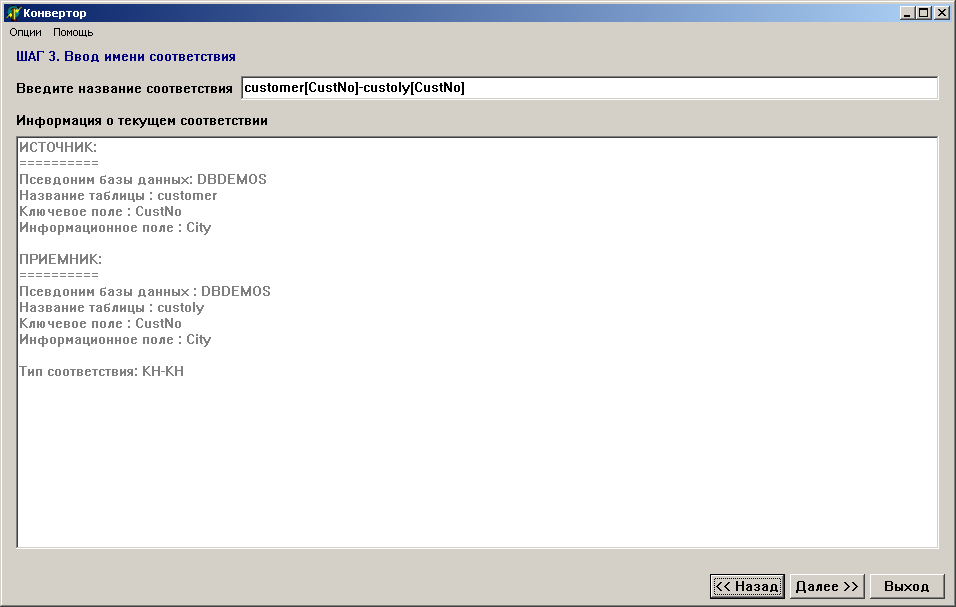 Конвертор
Опции Помощь
ШАГ 3. Ввод имени соответствия
Введите название соответствия customer[CustNo]-custoly[CustNo]
Информация о текущем соответствии
ИСТОЧНИК:
==========
Псевдоним базы данных: DBDEMOS
Название таблицы : customer
Ключевое поле : CustNo
Информационное поле : City
ПРИЕМНИК:
==========
Псевдоним базы данных : DBDEMOS
Название таблицы : custoly
Ключевое поле : CustNo
Информационное поле : City
Тип соответствия: КН-КН
<< Назад Далее >> Выход